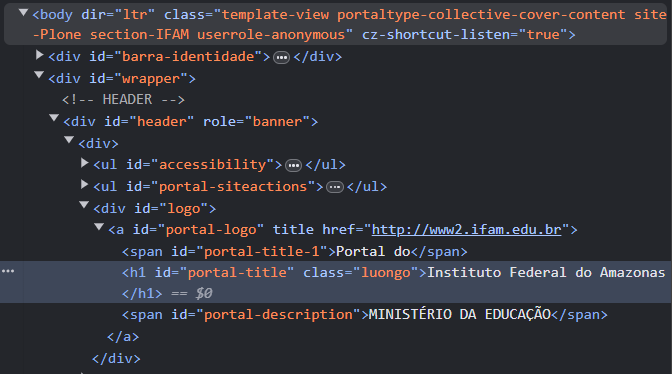 <body dir="ltr" class="template-view portaltype-collective-cover-content site
-Plone section-IFAM userrole-anonymous" cz-shortcut-listen="true">
<div id="barra-identidade">…</div>
<div id="wrapper">
<!-- HEADER -->
<div id="header" role="banner">
<div>
<ul id="accessibility">…</ul>
<ul id="portal-siteactions">…</ul>
<div id="logo">
<a id="portal-logo" title href="http://www2.ifam.edu.br">
<span id="portal-title-1">Portal do</span>
<h1 id="portal-title" class="luongo">Instituto Federal do Amazonas
</h1> == $0
<span id="portal-description">MINISTÉRIO DA EDUCAÇÃO</span>
</a>
</div>